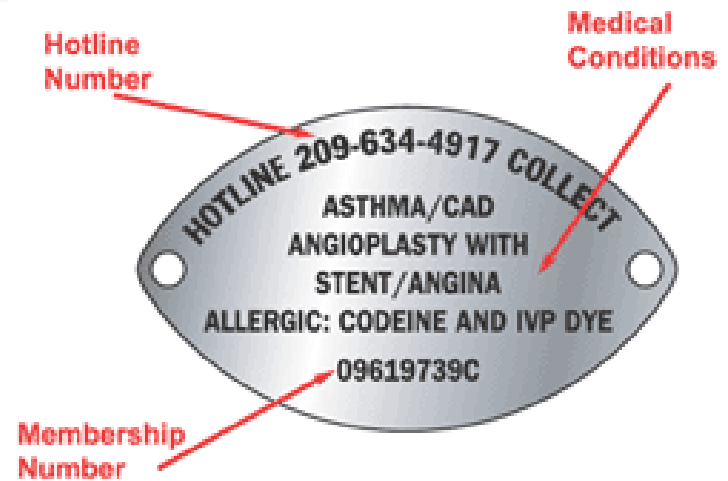 Medical
Conditions
Hotline
Number
HOTLINE 209-634-4917 COLLECT
ASTHMA/CAD
ANGIOPLASTY WITH
STENT/ANGINA
ALLERGIC: CODEINE AND IVP DYE
09619739C
Membership
Number